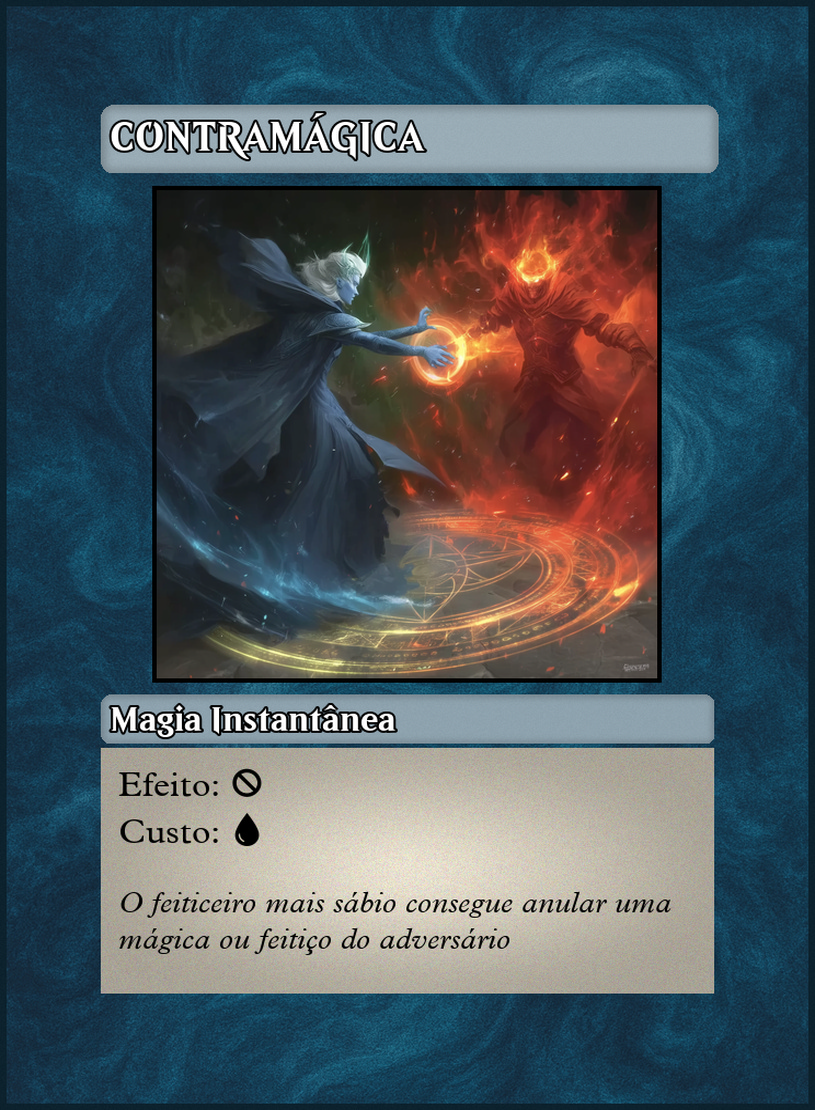 CONTRAMÁGICA
Magia Instantânea
Efeito:
Custo:
O feiticeiro mais sábio consegue anular uma
mágica ou feitiço do adversário